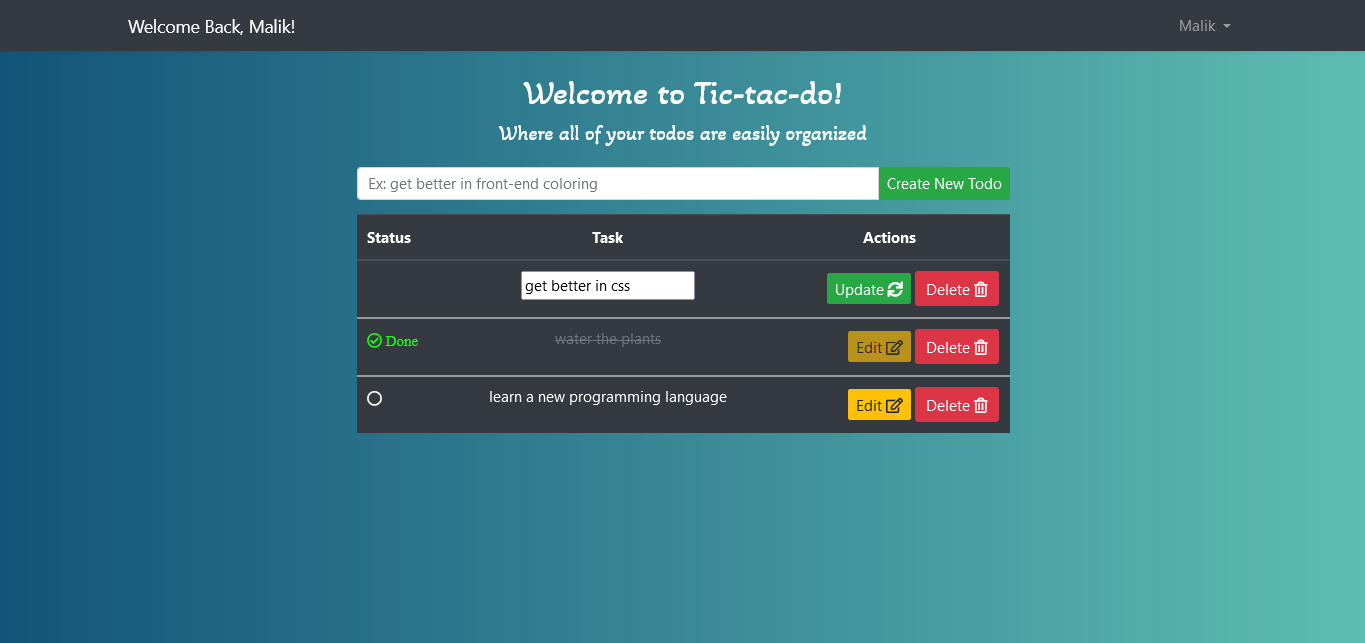 Welcome Back, Malik!
Malik
Welcome to Tic-tac-do!
Where all of your todos are easily organized
Ex: get better in front-end coloring
Create New Todo
Status Task Actions
get better in css Update Delete
Done water the plants Edit Delete
learn a new programming language Edit Delete